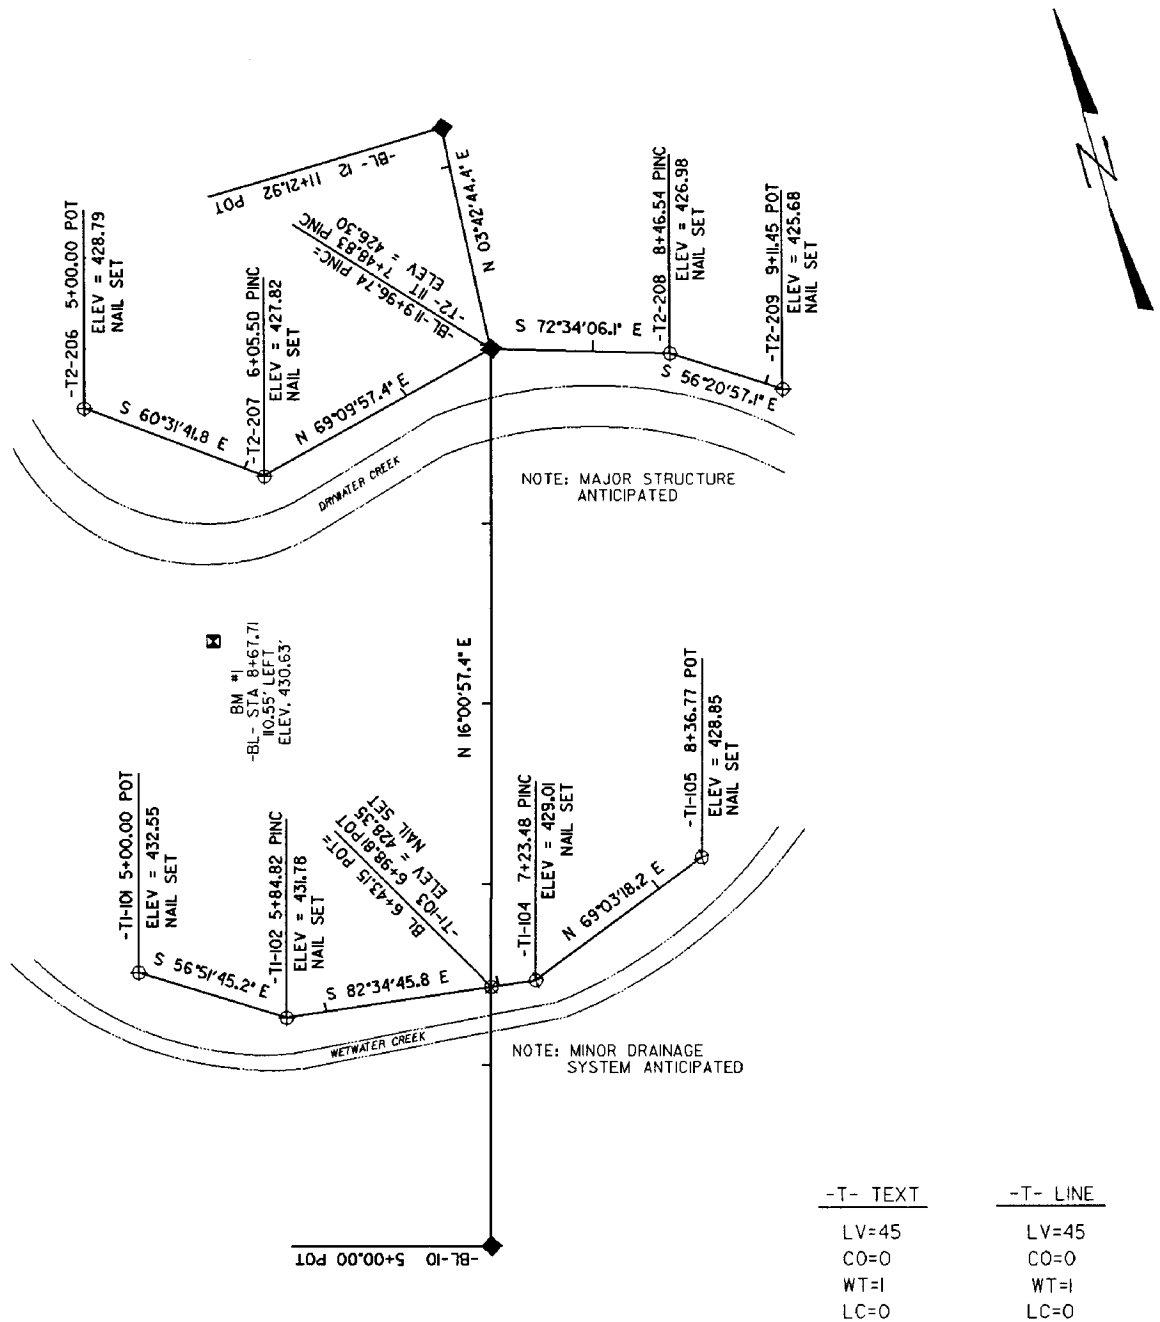 -BL- 12 11+21.92 POT
N 03°42'44.4" E
-BL-11 9+96.74 PINC=
-T2- 11T 7+48.83 PINC
ELEV = 426.30
-T2-206 5+00.00 POT
ELEV = 428.79
NAIL SET
-T2-207 6+05.50 PINC
ELEV = 427.82
NAIL SET
-T2-208 8+46.54 PINC
ELEV = 426.98
NAIL SET
-T2-209 9+11.45 POT
ELEV = 425.68
NAIL SET
S 60°31'41.8 E
N 69°09'57.4" E
S 72°34'06.1" E
S 56°20'57.1" E
DRYWATER CREEK
NOTE: MAJOR STRUCTURE
ANTICIPATED
N
BM #1
-BL- STA 8+67.71
110.55' LEFT
ELEV. 430.63'
N 16°00'57.4" E
-T1-101 5+00.00 POT
ELEV = 432.55
NAIL SET
-T1-102 5+84.82 PINC
ELEV = 431.78
NAIL SET
BL 6+43.15 POT=
-T1-103 6+98.81 POT
ELEV = 428.35
NAIL SET
-T1-104 7+23.48 PINC
ELEV = 429.01
NAIL SET
-T1-105 8+36.77 POT
ELEV = 428.85
NAIL SET
S 56°51'45.2" E
S 82°34'45.8 E
N 69°03'18.2 E
WETWATER CREEK
NOTE: MINOR DRAINAGE
SYSTEM ANTICIPATED
-BL-10 5+00.00 POT
-T- TEXT
LV=45
CO=0
WT=1
LC=0
-T- LINE
LV=45
CO=0
WT=1
LC=0